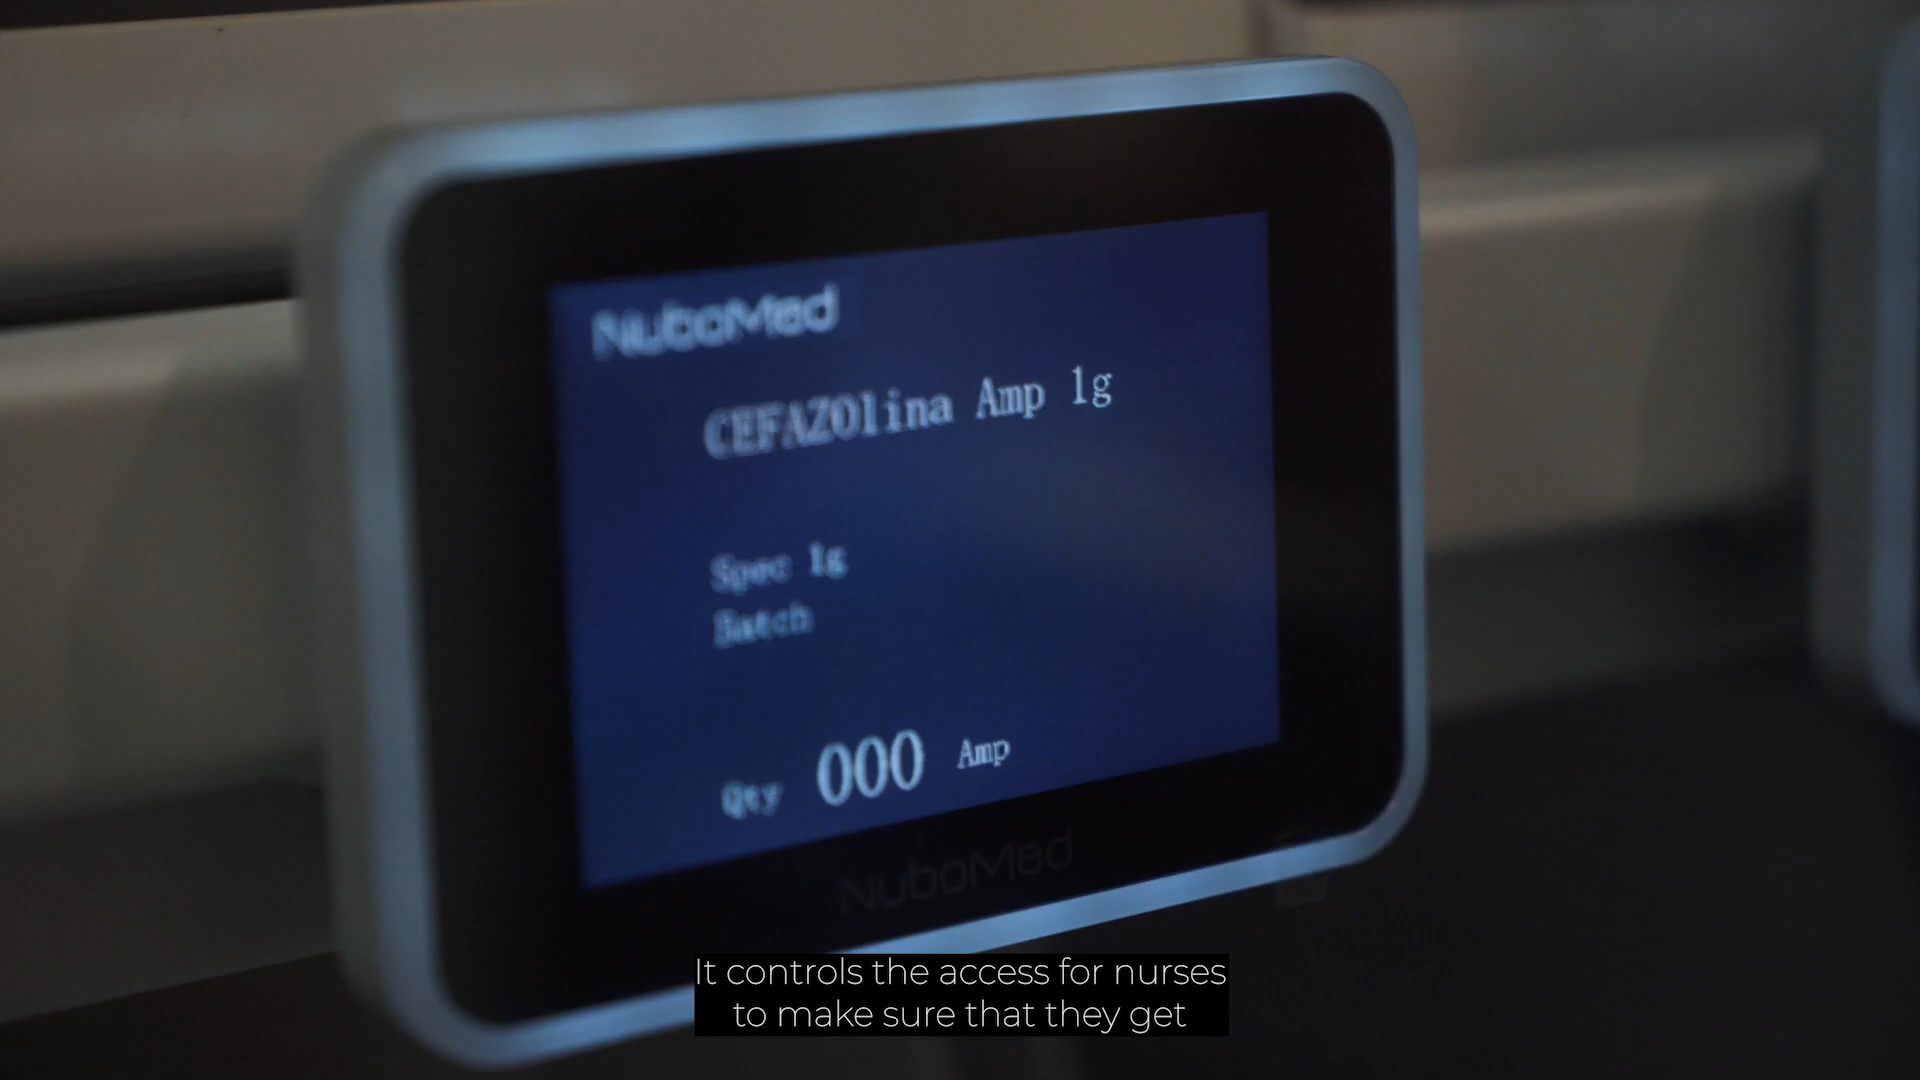 NuboMed
CEFAZOlina Amp 1g
Spec 1g
Batch
Qty 000 Amp
NuboMed
It controls the access for nurses
to make sure that they get